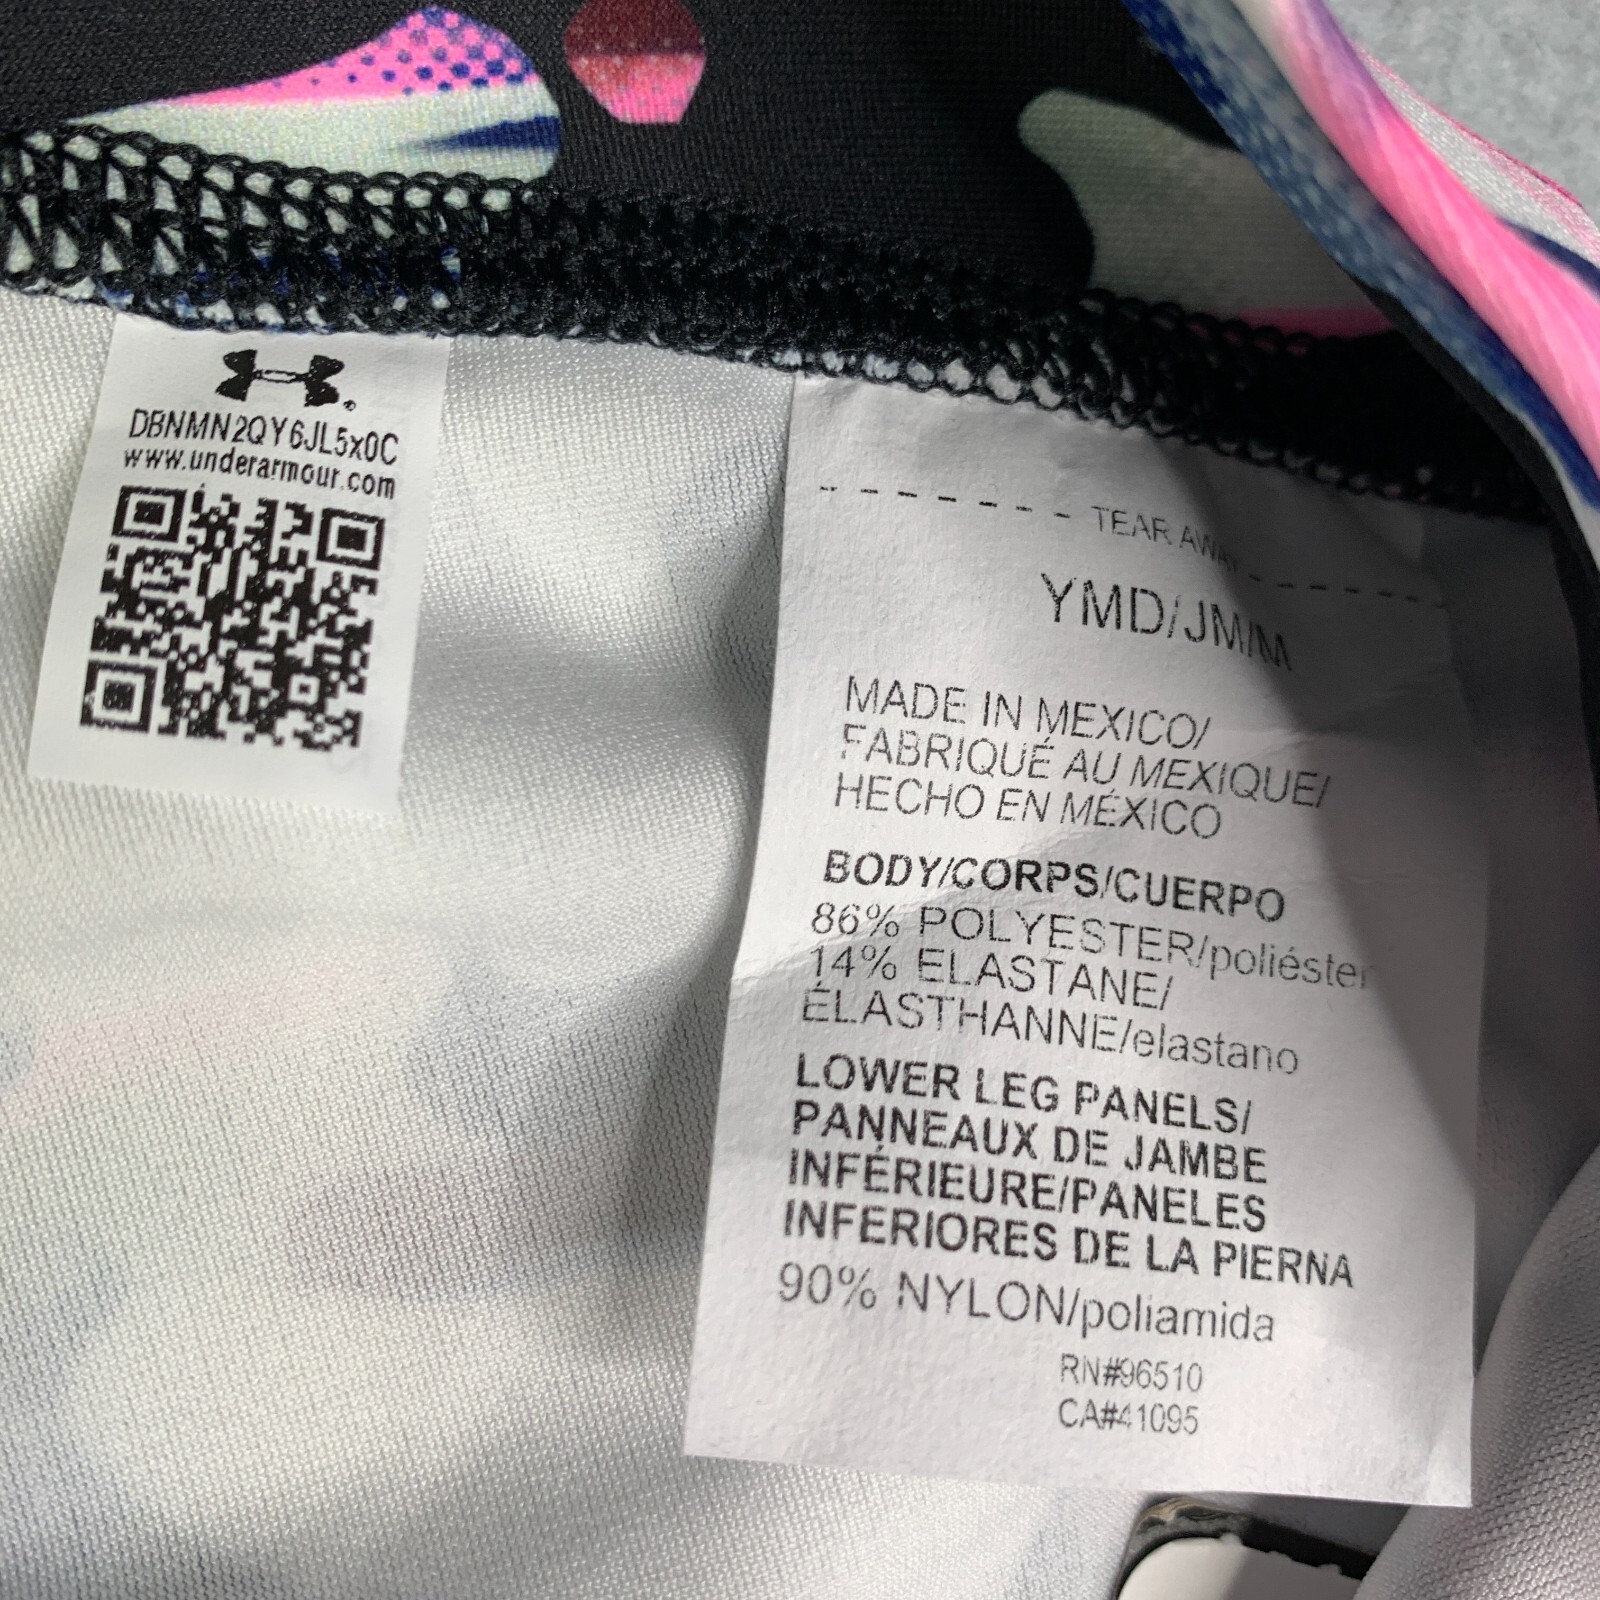 DBNMN2QY6JL5x0C
www.underarmour.com
TEAR AWAY
YMD/JM/M
MADE IN MEXICO/
FABRIQUÉ AU MEXIQUE/
HECHO EN MÉXICO
BODY/CORPS/CUERPO
86% POLYESTER/poliéster
14% ELASTANE/
ÉLASTHANNE/elastano
LOWER LEG PANELS/
PANNEAUX DE JAMBE
INFÉRIEURE/PANELES
INFERIORES DE LA PIERNA
90% NYLON/poliamida
RN#96510
CA#41095